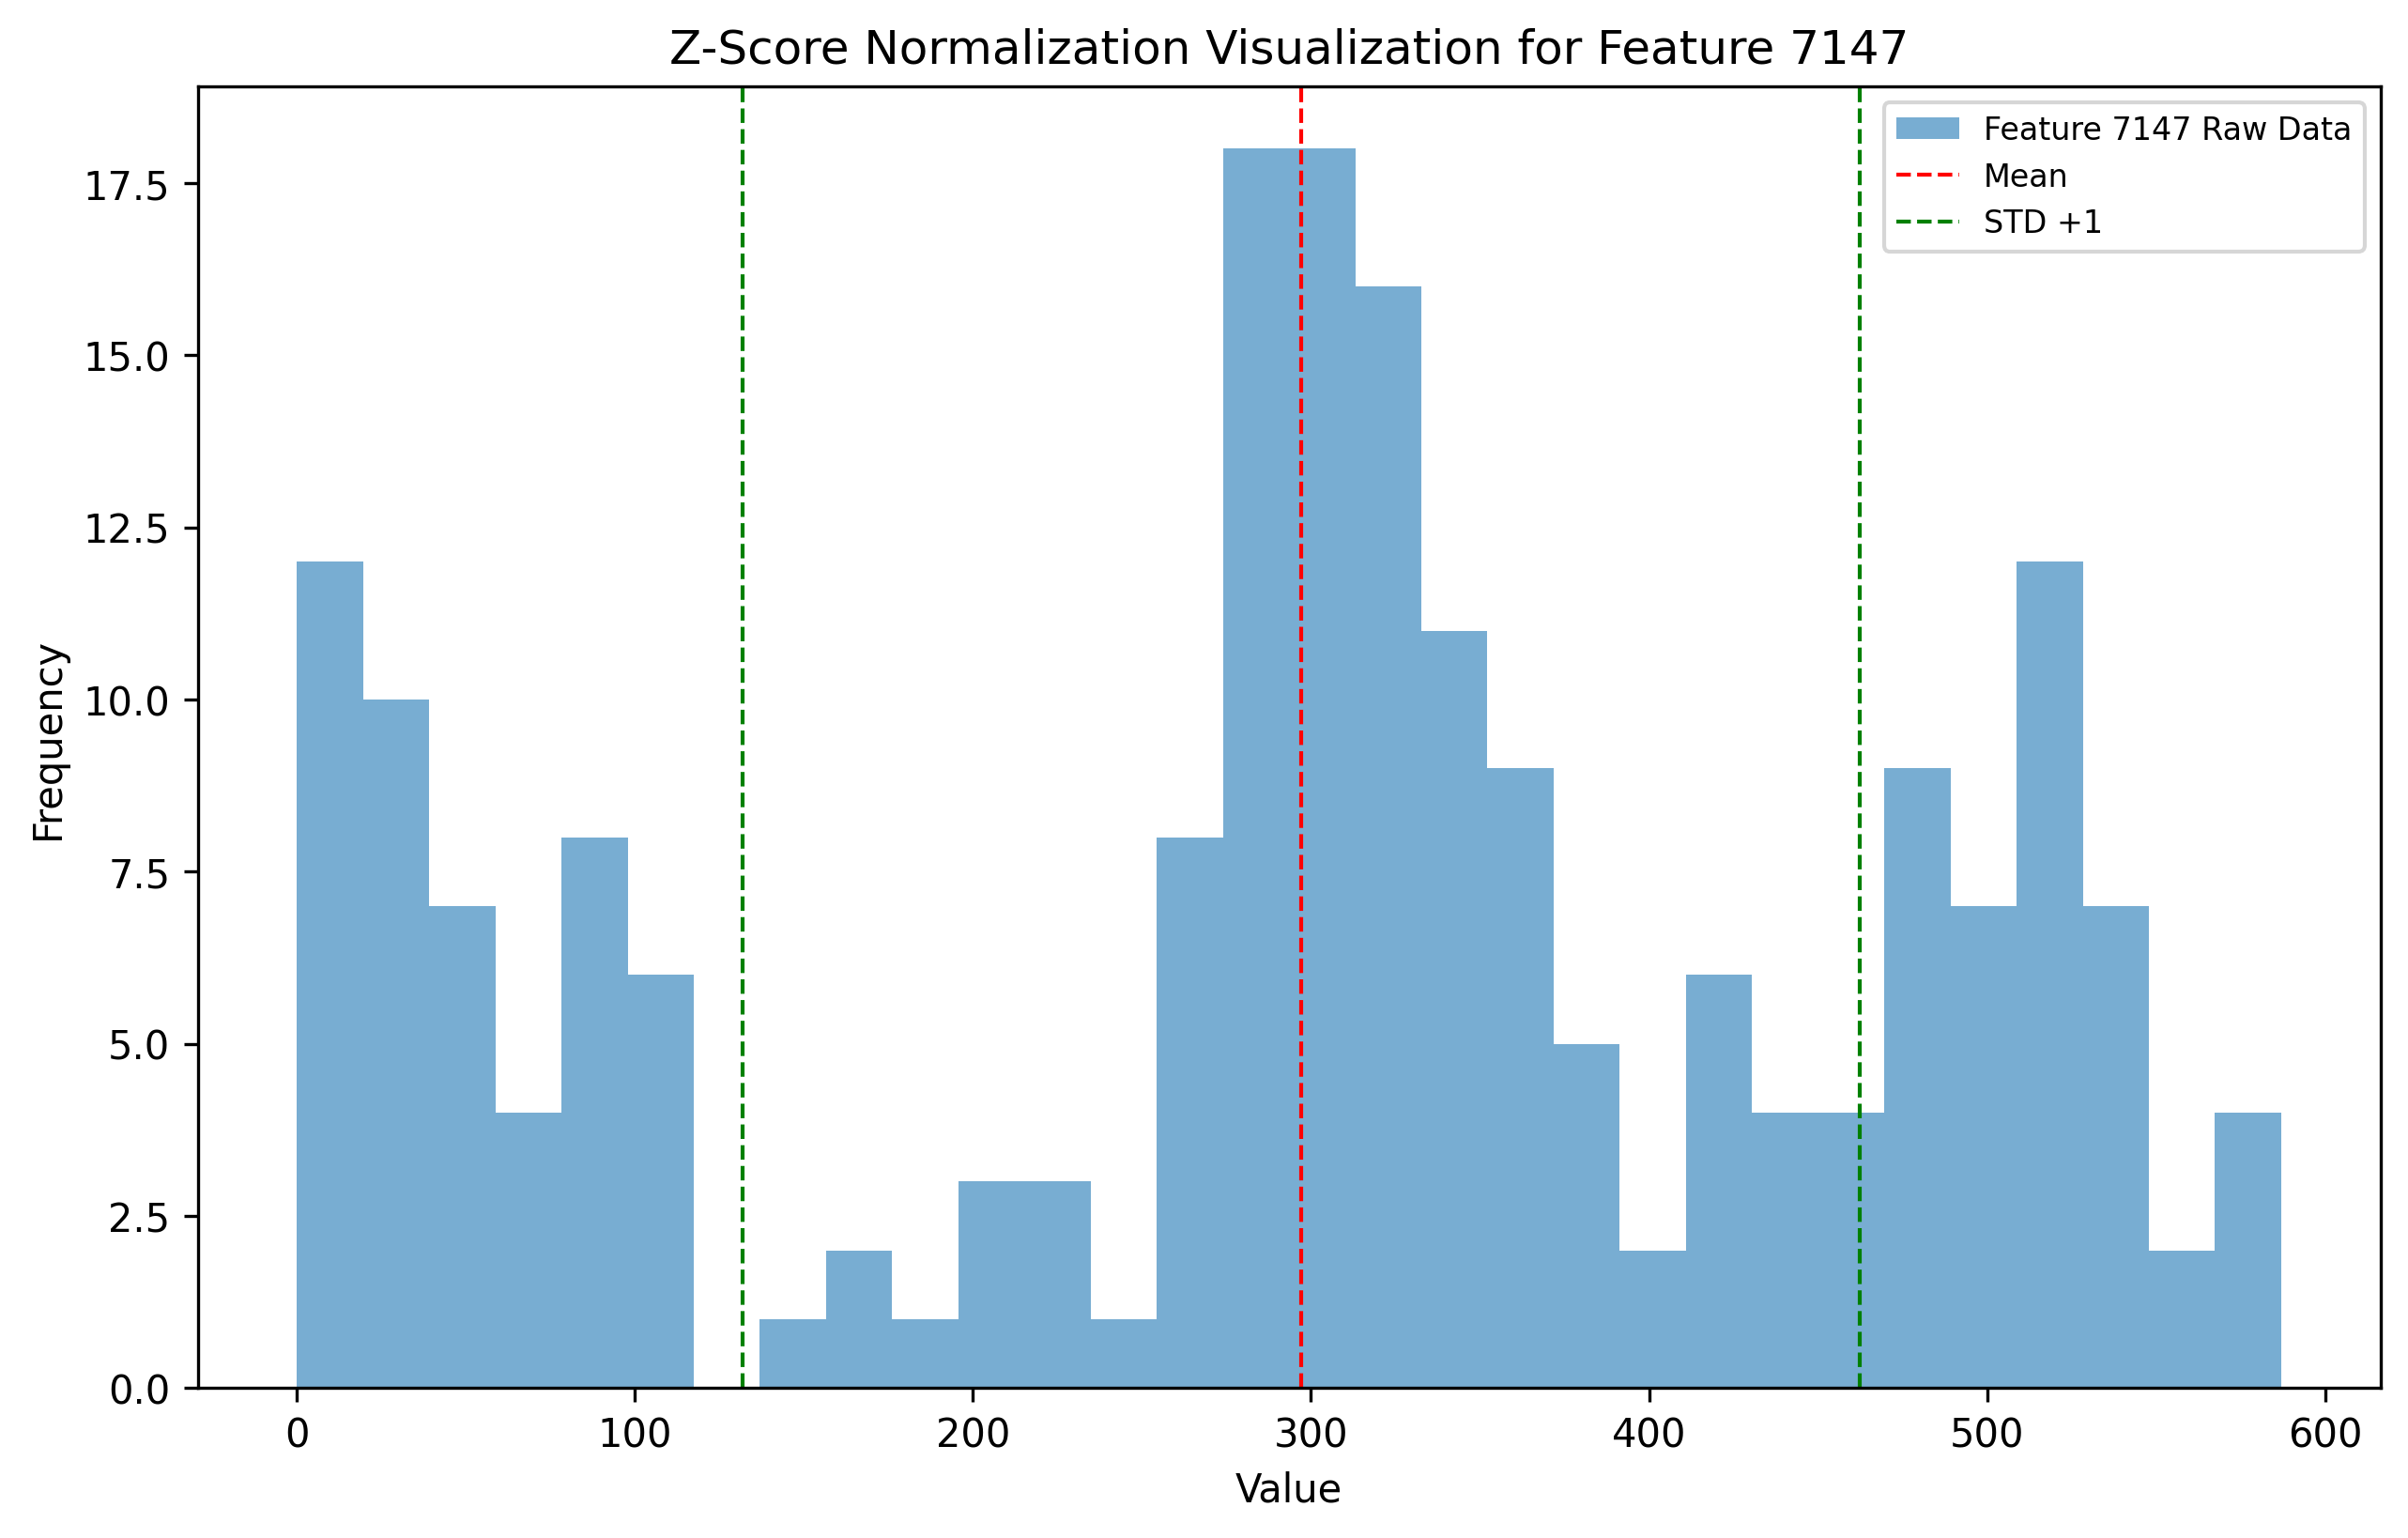 Z-Score Normalization Visualization for Feature 7147
Feature 7147 Raw Data
Mean
STD +1
17.5
15.0
12.5
10.0
7.5
5.0
2.5
0.0
Frequency
0 100 200 300 400 500 600
Value